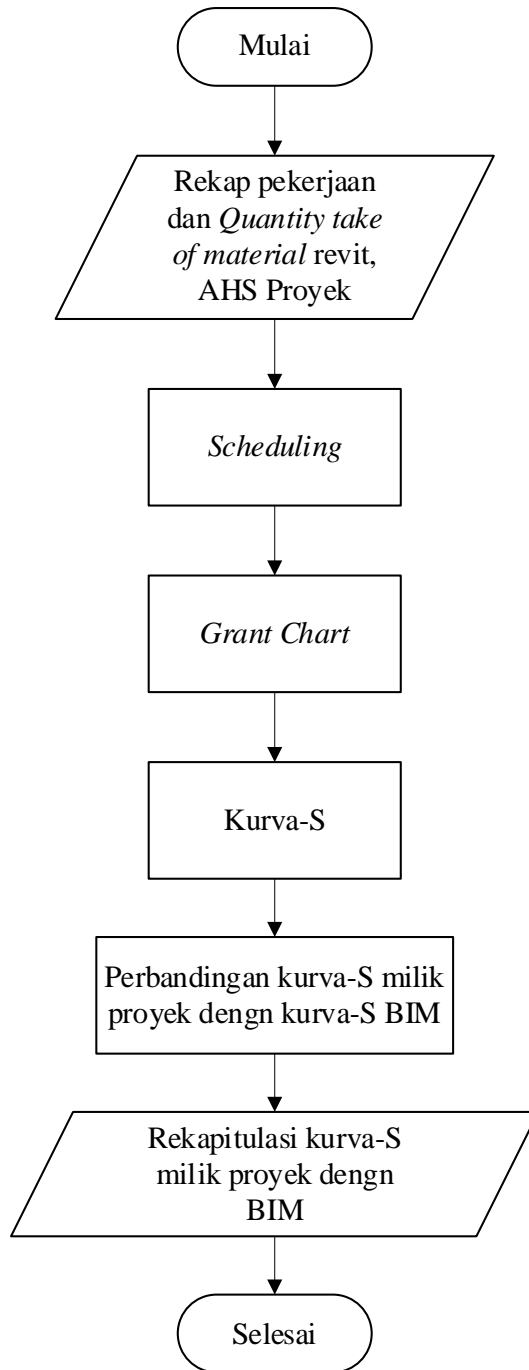 Mulai
Rekap pekerjaan
dan Quantity take
of material revit,
AHS Proyek
Scheduling
Grant Chart
Kurva-S
Perbandingan kurva-S milik
proyek dengn kurva-S BIM
Rekapitulasi kurva-S
milik proyek dengn
BIM
Selesai